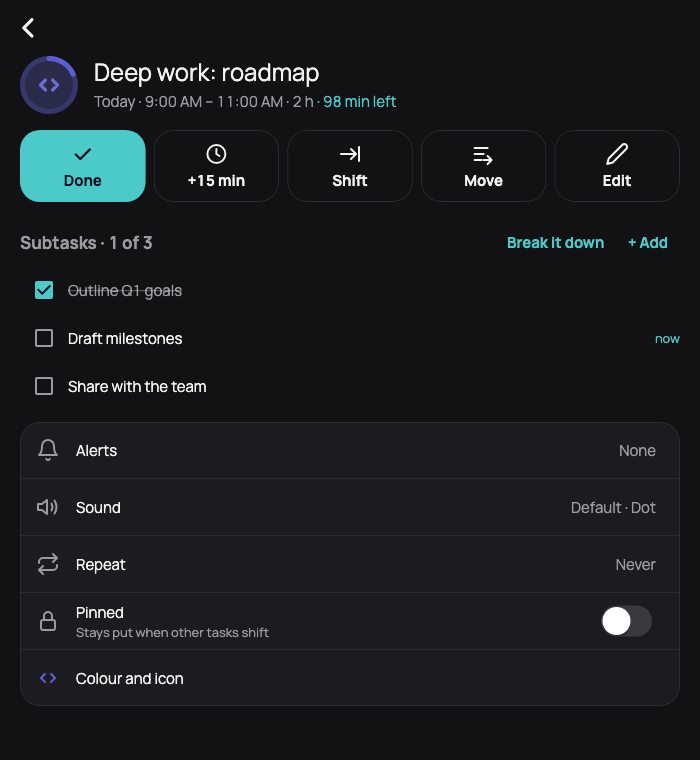 Deep work: roadmap
Today · 9:00 AM – 11:00 AM · 2 h · 98 min left
Done
+15 min
Shift
Move
Edit
Subtasks · 1 of 3
Break it down
+ Add
Outline Q1 goals
Draft milestones
now
Share with the team
Alerts
None
Sound
Default · Dot
Repeat
Never
Pinned
Stays put when other tasks shift
Colour and icon